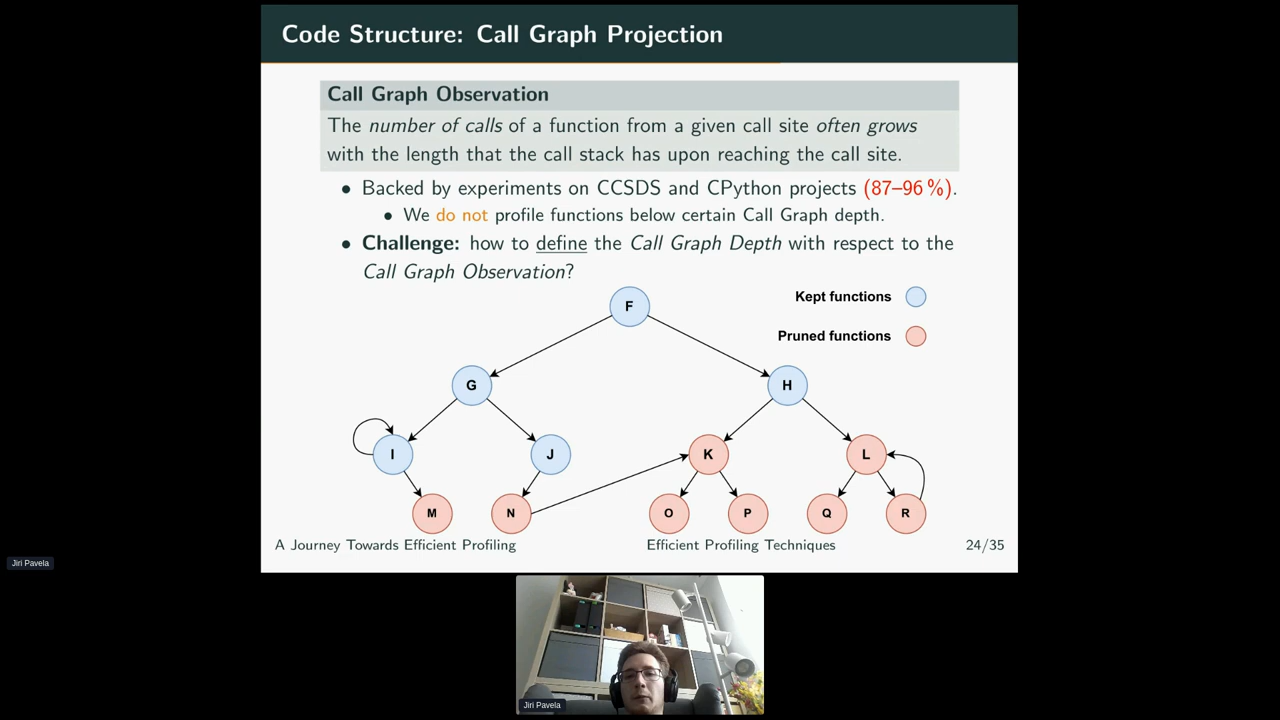 Code Structure: Call Graph Projection
Call Graph Observation
The number of calls of a function from a given call site often grows
with the length that the call stack has upon reaching the call site.
• Backed by experiments on CCSDS and CPython projects (87–96 %).
• We do not profile functions below certain Call Graph depth.
• Challenge: how to define the Call Graph Depth with respect to the
Call Graph Observation?
Kept functions
Pruned functions
F
G
H
I
J
K
L
M
N
O
P
Q
R
A Journey Towards Efficient Profiling
Efficient Profiling Techniques
24/35
Jiri Pavela
Jiri Pavela